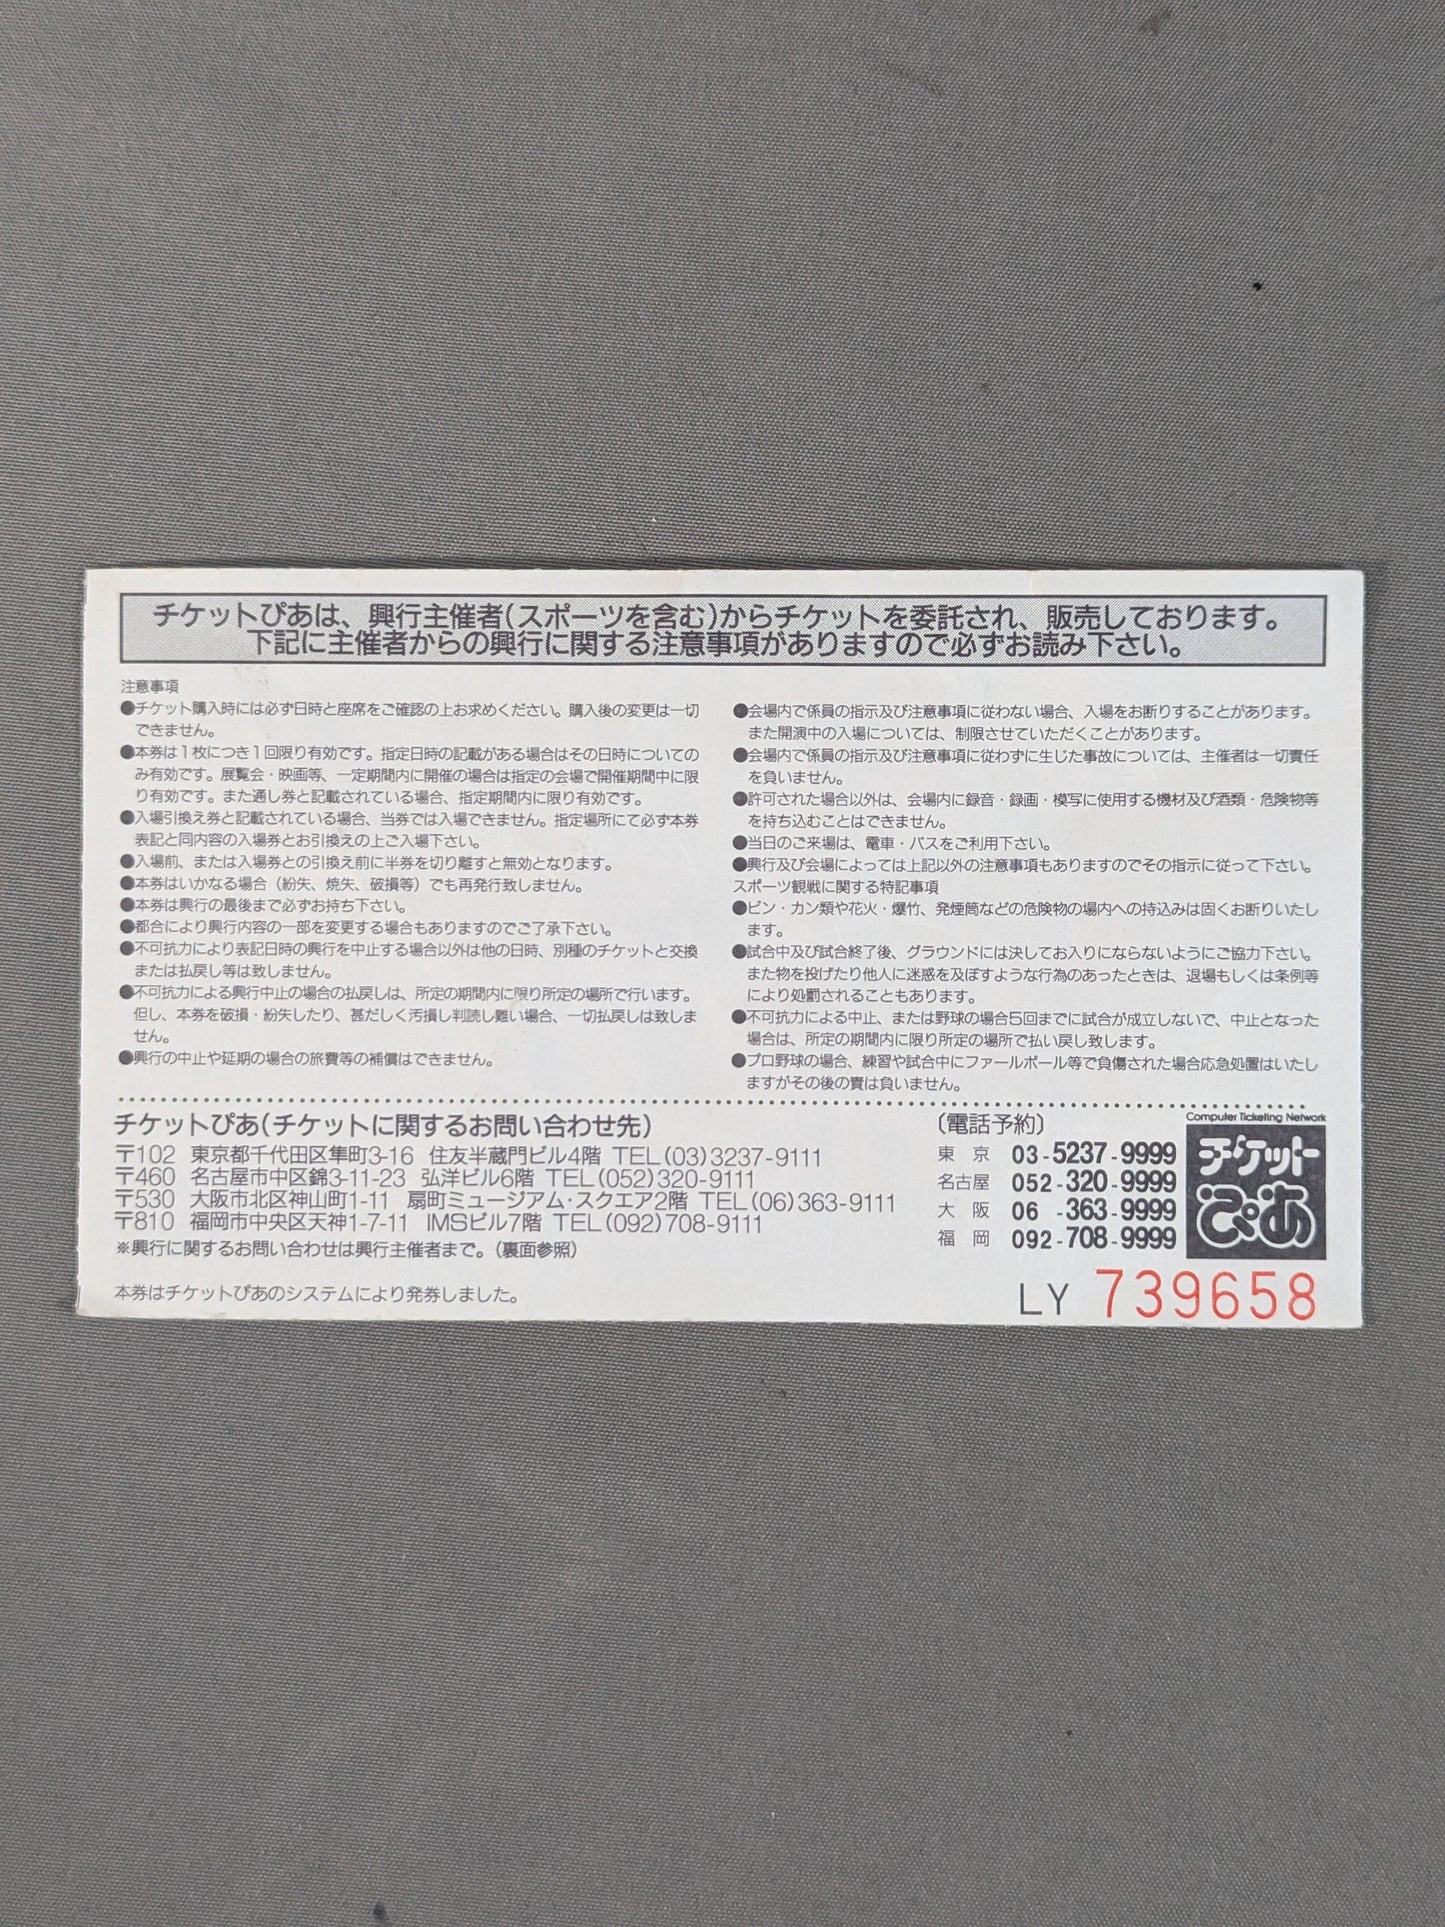 チケットぴあは、興行主催者(スポーツを含む)からチケットを委託され、販売しております。
下記に主催者からの興行に関する注意事項がありますので必ずお読み下さい。
注意事項
●チケット購入時には必ず日時と座席をご確認の上お求めください。購入後の変更は一切
できません。
●本券は1枚につき1回限り有効です。指定日時の記載がある場合はその日時についての
み有効です。展覧会・映画等、一定期間内に開催の場合は指定の会場で開催期間中に限
り有効です。また通し券と記載されている場合、指定期間内に限り有効です。
●入場引換え券と記載されている場合、当券では入場できません。指定場所にて必ず本券
表記と同内容の入場券とお引換えの上ご入場下さい。
●入場前、または入場券との引換え前に半券を切り離すと無効となります。
●本券はいかなる場合（紛失、焼失、破損等）でも再発行致しません。
●本券は興行の最後まで必ずお持ち下さい。
●都合により興行内容の一部を変更する場合もありますのでご了承下さい。
●不可抗力により表記日時の興行を中止する場合以外は他の日時、別種のチケットと交換
または払戻し等は致しません。
●不可抗力による興行中止の場合の払戻しは、所定の期間内に限り所定の場所で行います。
但し、本券を破損・紛失したり、甚だしく汚損し判読し難い場合、一切払戻しは致しま
せん。
●興行の中止や延期の場合の旅費等の補償はできません。
●会場内で係員の指示及び注意事項に従わない場合、入場をお断りすることがあります。
また開演中の入場については、制限させていただくことがあります。
●会場内で係員の指示及び注意事項に従わずに生じた事故については、主催者は一切責任
を負いません。
●許可された場合以外は、会場内に録音・録画・模写に使用する機材及び酒類・危険物等
を持ち込むことはできません。
●当日のご来場は、電車・バスをご利用下さい。
●興行及び会場によっては上記以外の注意事項もありますのでその指示に従って下さい。
スポーツ観戦に関する特記事項
●ビン・カン類や花火・爆竹、発煙筒などの危険物の場内への持込みは固くお断りいたし
ます。
●試合中及び試合終了後、グラウンドには決してお入りにならないようにご協力下さい。
また物を投げたり他人に迷惑を及ぼすような行為のあったときは、退場もしくは条例等
により処罰されることもあります。
●不可抗力による中止、または野球の場合5回までに試合が成立しないで、中止となった
場合は、所定の期間内に限り所定の場所で払い戻し致します。
●プロ野球の場合、練習や試合中にファールボール等で負傷された場合応急処置はいたし
ますがその後の責は負いません。
チケットぴあ(チケットに関するお問い合わせ先)
〒102 東京都千代田区隼町3-16 住友半蔵門ビル4階 TEL(03)3237-9111
〒460 名古屋市中区錦3-11-23 弘洋ビル6階 TEL(052)320-9111
〒530 大阪市北区神山町1-11 扇町ミュージアム・スクエア2階 TEL(06)363-9111
〒810 福岡市中央区天神1-7-11 IMSビル7階 TEL(092)708-9111
※興行に関するお問い合わせは興行主催者まで。(裏面参照)
本券はチケットぴあのシステムにより発券しました。
〔電話予約〕
東京 03-5237-9999
名古屋 052-320-9999
大阪 06-363-9999
福岡 092-708-9999
Computer Ticketing Network
チケット
ぴあ
LY 739658